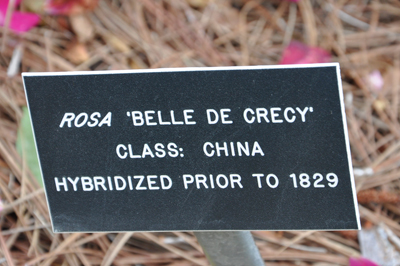 ROSA 'BELLE DE CRECY'
CLASS: CHINA
HYBRIDIZED PRIOR TO 1829